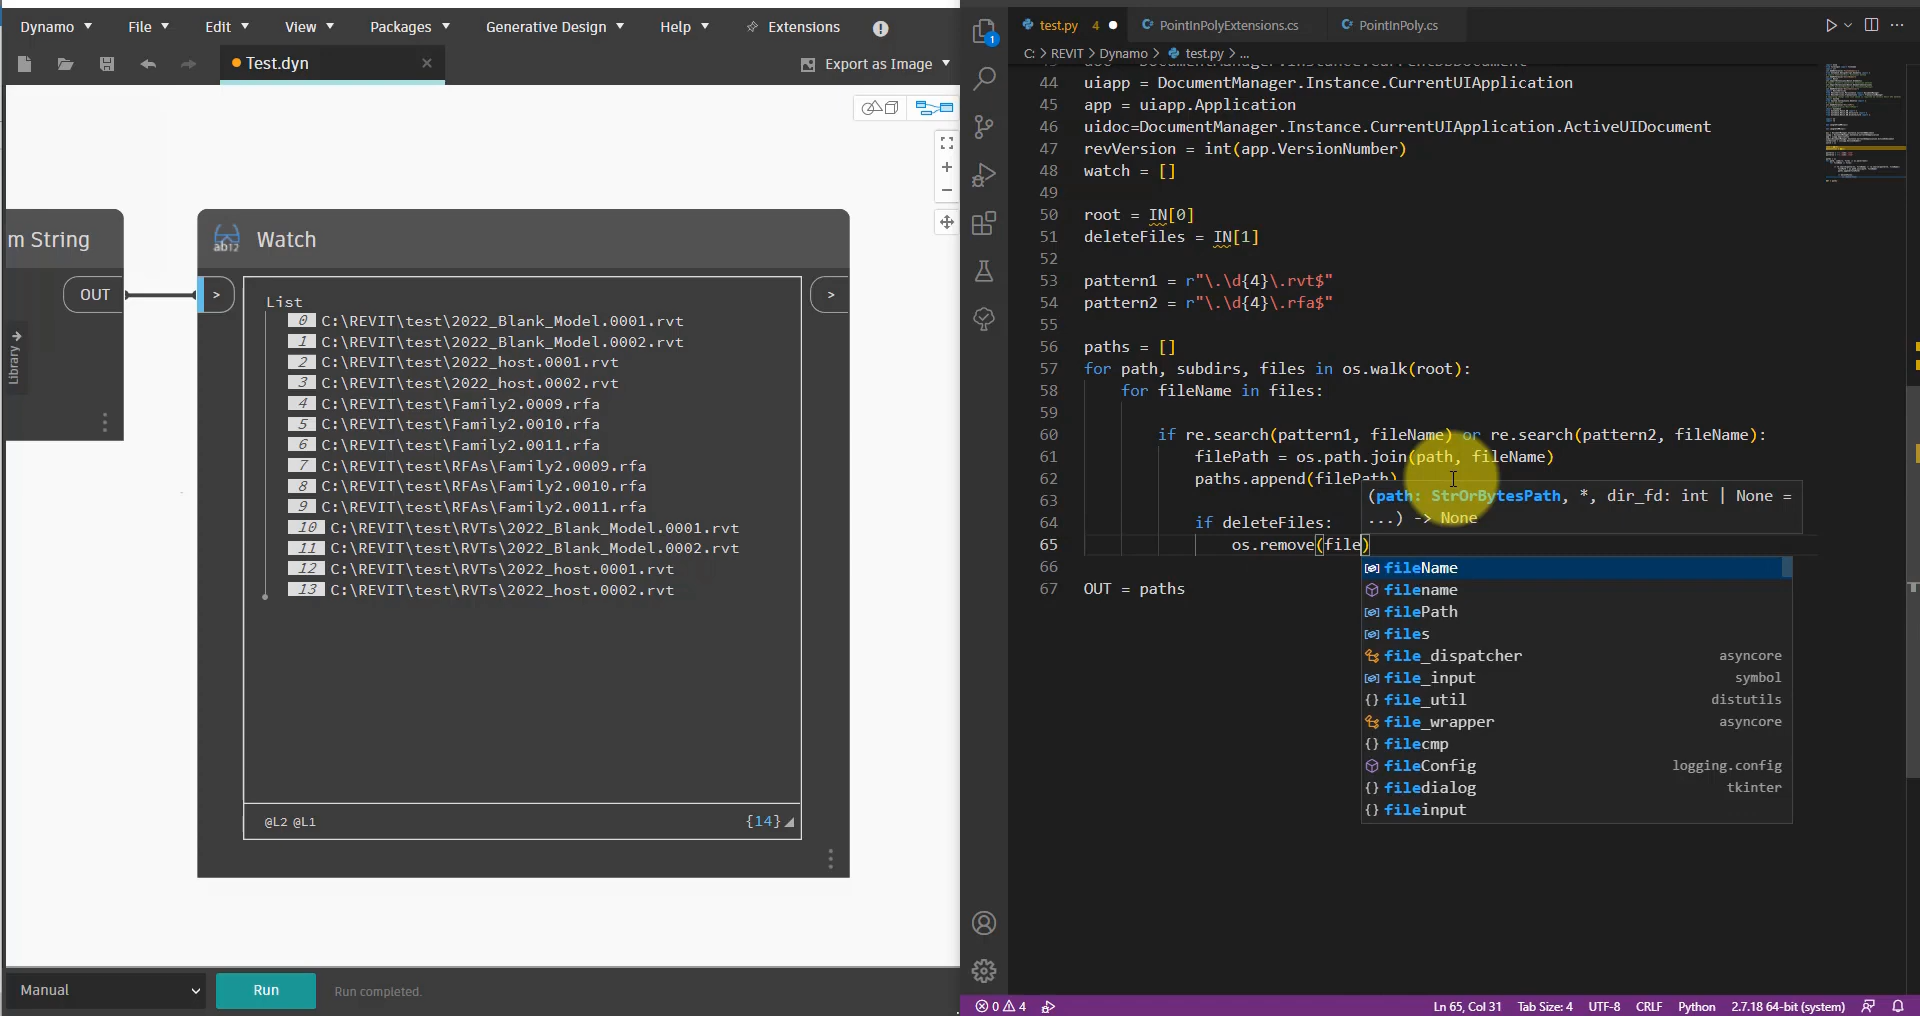 Dynamo File Edit View Packages Generative Design Help Extensions
Test.dyn Export as Image
m String
OUT
Library
Watch
ab12
> >
List
0 C:\REVIT\test\2022_Blank_Model.0001.rvt
1 C:\REVIT\test\2022_Blank_Model.0002.rvt
2 C:\REVIT\test\2022_host.0001.rvt
3 C:\REVIT\test\2022_host.0002.rvt
4 C:\REVIT\test\Family2.0009.rfa
5 C:\REVIT\test\Family2.0010.rfa
6 C:\REVIT\test\Family2.0011.rfa
7 C:\REVIT\test\RFAs\Family2.0009.rfa
8 C:\REVIT\test\RFAs\Family2.0010.rfa
9 C:\REVIT\test\RFAs\Family2.0011.rfa
10 C:\REVIT\test\RVTs\2022_Blank_Model.0001.rvt
11 C:\REVIT\test\RVTs\2022_Blank_Model.0002.rvt
12 C:\REVIT\test\RVTs\2022_host.0001.rvt
13 C:\REVIT\test\RVTs\2022_host.0002.rvt
@L2 @L1 {14}
Manual Run Run completed.
1
test.py 4 PointInPolyExtensions.cs PointInPoly.cs
C: > REVIT > Dynamo > test.py > ...
44 uiapp = DocumentManager.Instance.CurrentUIApplication
45 app = uiapp.Application
46 uidoc=DocumentManager.Instance.CurrentUIApplication.ActiveUIDocument
47 revVersion = int(app.VersionNumber)
48 watch = []
49
50 root = IN[0]
51 deleteFiles = IN[1]
52
53 pattern1 = r"\.\d{4}\.rvt$"
54 pattern2 = r"\.\d{4}\.rfa$"
55
56 paths = []
57 for path, subdirs, files in os.walk(root):
58 for fileName in files:
59
60 if re.search(pattern1, fileName) or re.search(pattern2, fileName):
61 filePath = os.path.join(path, fileName)
62 paths.append(filePath)
63
(path: StrOrBytesPath, *, dir_fd: int | None =
...) -> None
64 if deleteFiles:
65 os.remove(file)
66
67 OUT = paths
fileName
filename
filePath
files
file_dispatcher asyncore
file_input symbol
file_util distutils
file_wrapper asyncore
filecmp
fileConfig logging.config
filedialog tkinter
fileinput
0 4 Ln 65, Col 31 Tab Size: 4 UTF-8 CRLF Python 2.7.18 64-bit (system)